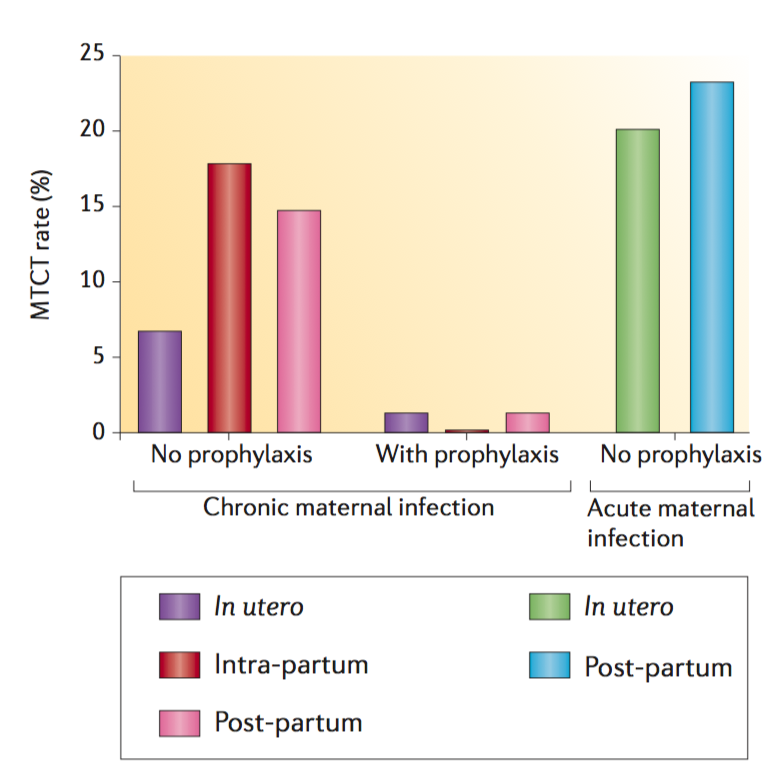 MTCT rate (%)
25
20
15
10
5
0
No prophylaxis
With prophylaxis
No prophylaxis
Chronic maternal infection
Acute maternal
infection
In utero
Intra-partum
Post-partum
In utero
Post-partum